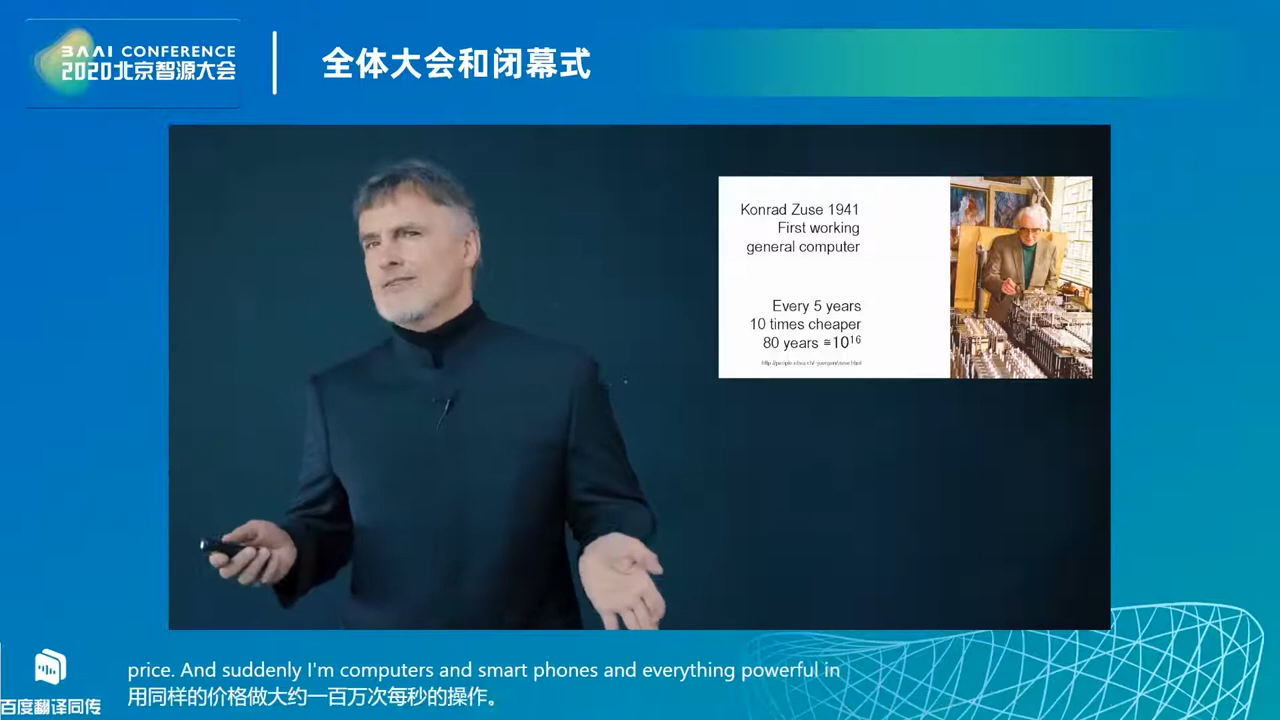 BAAI CONFERENCE
2020北京智源大会
全体大会和闭幕式
Konrad Zuse 1941
First working
general computer
Every 5 years
10 times cheaper
80 years ≅10¹⁶
price. And suddenly I'm computers and smart phones and everything powerful in
用同样的价格做大约一百万次每秒的操作。
百度翻译同传